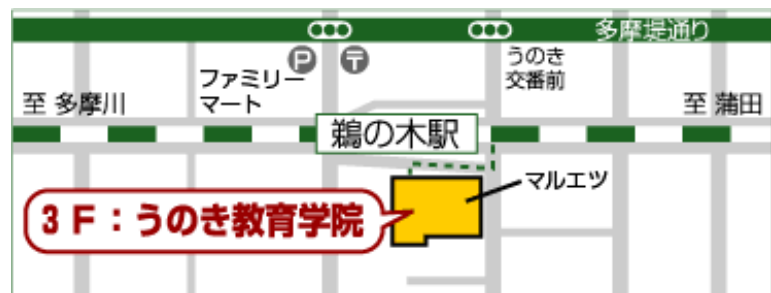 多摩堤通り
P 〒
うのき
交番前
ファミリー
マート
至 多摩川
至 蒲田
鵜の木駅
マルエツ
3F:うのき教育学院